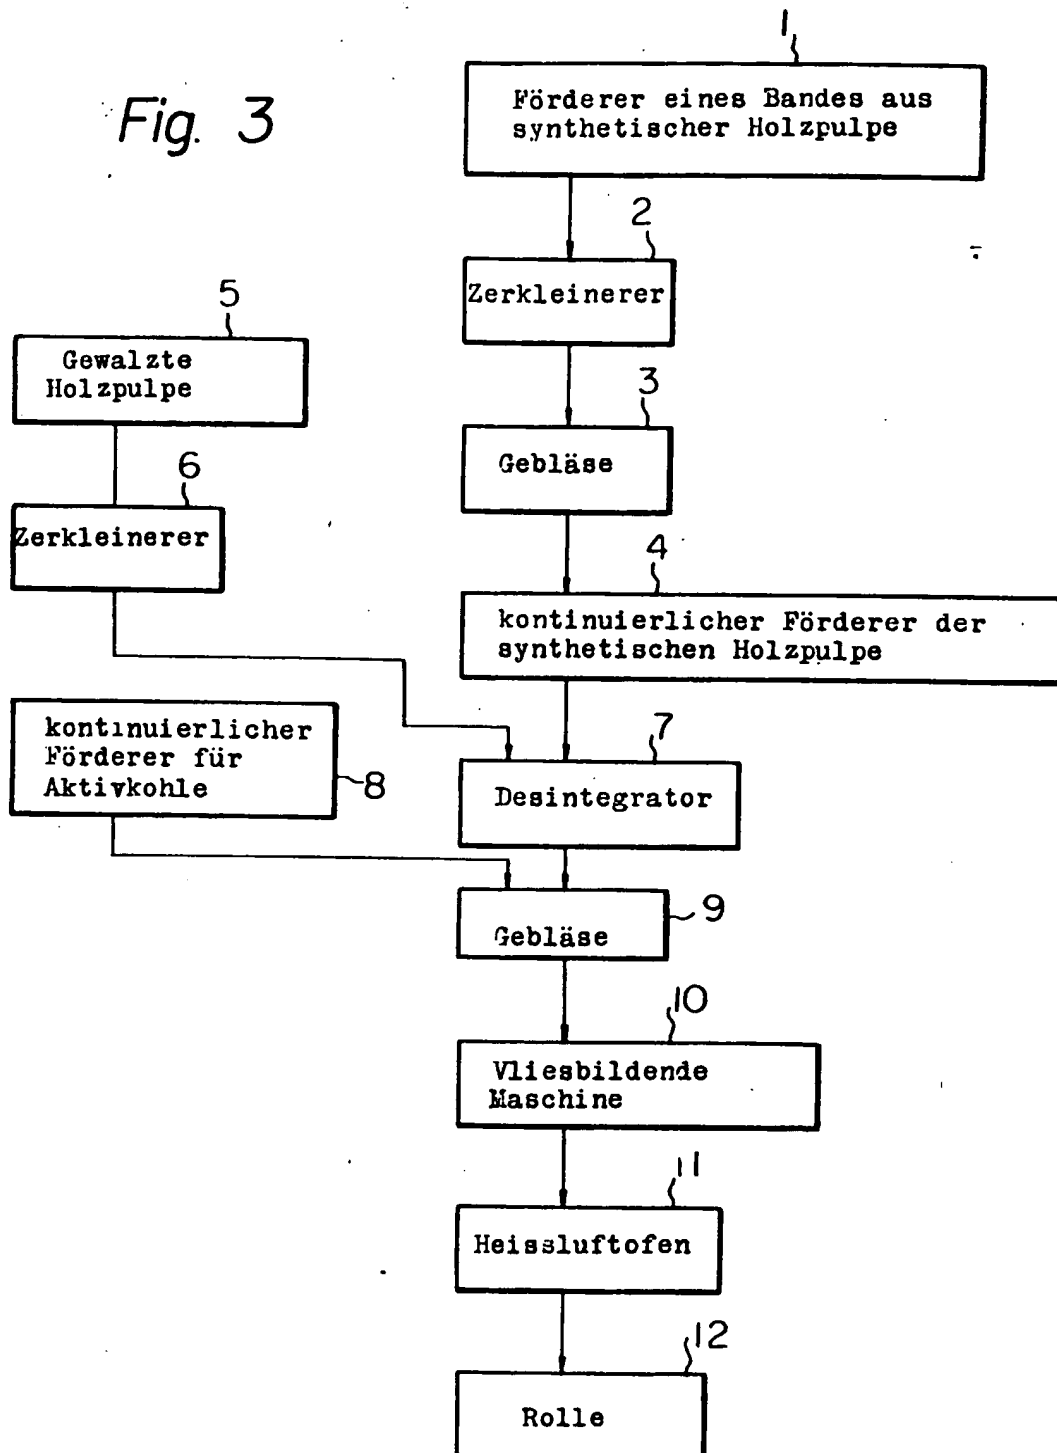 Fig. 3
1
Förderer eines Bandes aus
synthetischer Holzpulpe
2
Zerkleinerer
5
Gewalzte
Holzpulpe
3
Gebläse
6
Zerkleinerer
4
kontinuierlicher Förderer der
synthetischen Holzpulpe
kontinuierlicher
Förderer für
Aktivkohle
8
7
Desintegrator
9
Gebläse
10
Vliesbildende
Maschine
11
Heissluftofen
12
Rolle